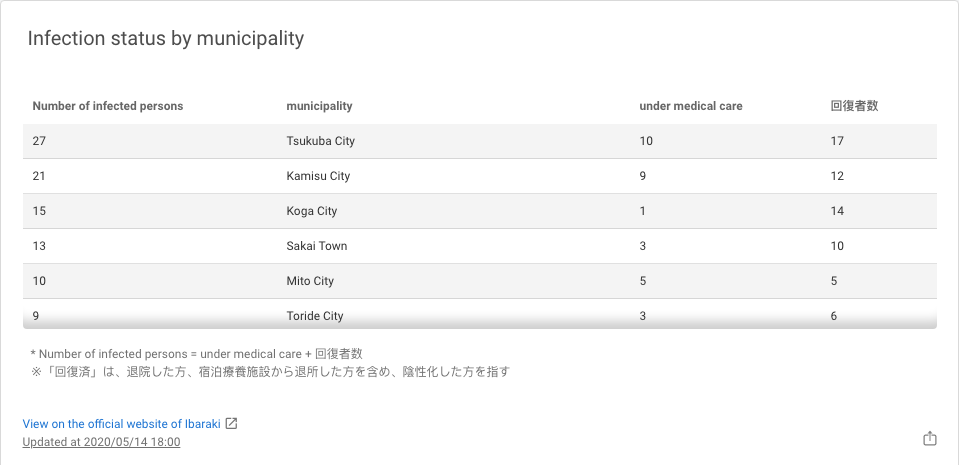 Infection status by municipality
Number of infected persons municipality under medical care 回復者数
27 Tsukuba City 10 17
21 Kamisu City 9 12
15 Koga City 1 14
13 Sakai Town 3 10
10 Mito City 5 5
9 Toride City 3 6
* Number of infected persons = under medical care + 回復者数
※「回復済」は、退院した方、宿泊療養施設から退所した方を含め、陰性化した方を指す
View on the official website of Ibaraki
Updated at 2020/05/14 18:00